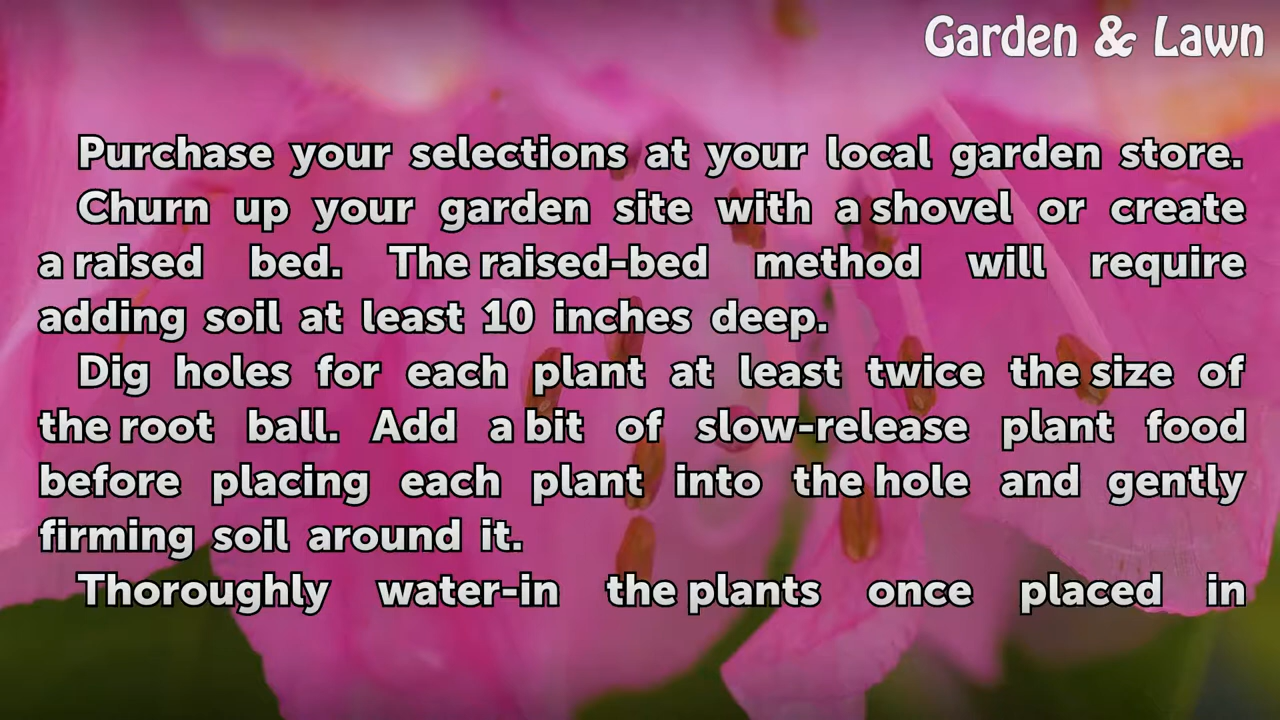 Garden & Lawn
Purchase your selections at your local garden store.
Churn up your garden site with a shovel or create
a raised bed. The raised-bed method will require
adding soil at least 10 inches deep.
Dig holes for each plant at least twice the size of
the root ball. Add a bit of slow-release plant food
before placing each plant into the hole and gently
firming soil around it.
Thoroughly water-in the plants once placed in